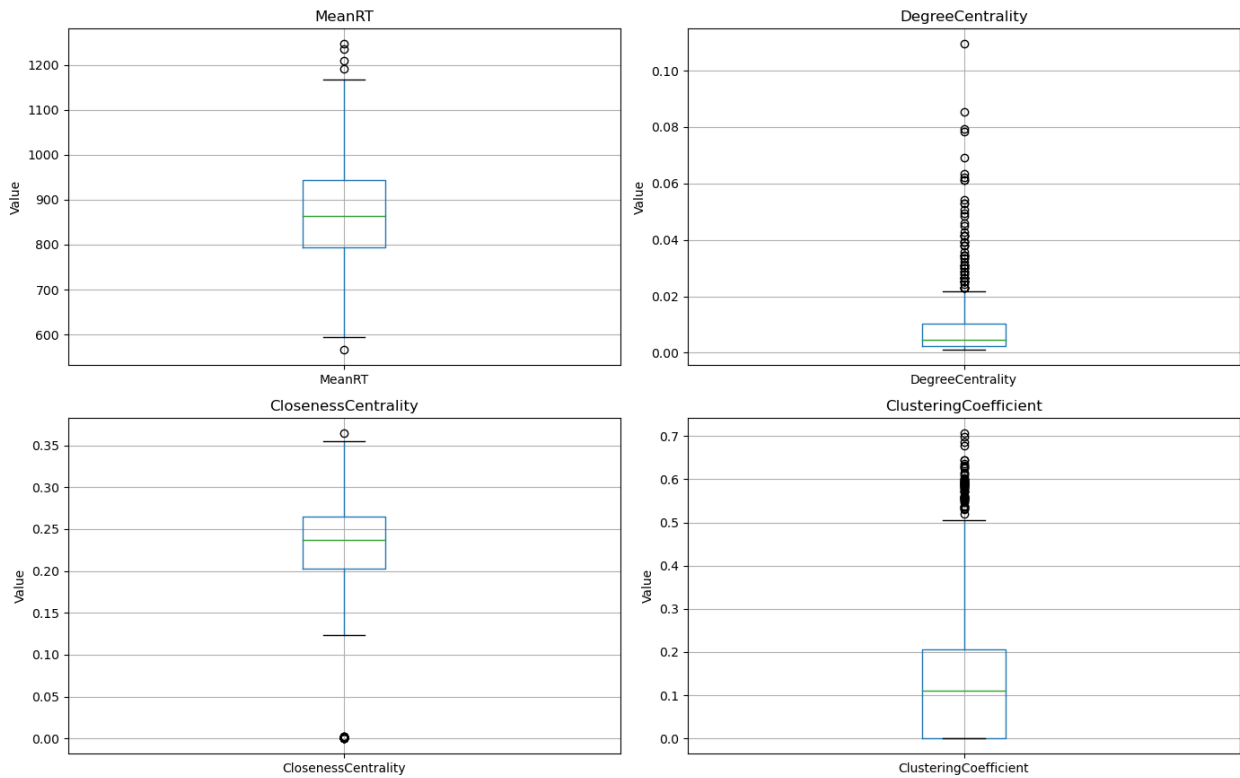 MeanRT
1200
1100
1000
900
800
700
600
Value
MeanRT
DegreeCentrality
0.10
0.08
0.06
0.04
0.02
0.00
Value
DegreeCentrality
ClosenessCentrality
0.35
0.30
0.25
0.20
0.15
0.10
0.05
0.00
Value
ClosenessCentrality
ClusteringCoefficient
0.7
0.6
0.5
0.4
0.3
0.2
0.1
0.0
Value
ClusteringCoefficient